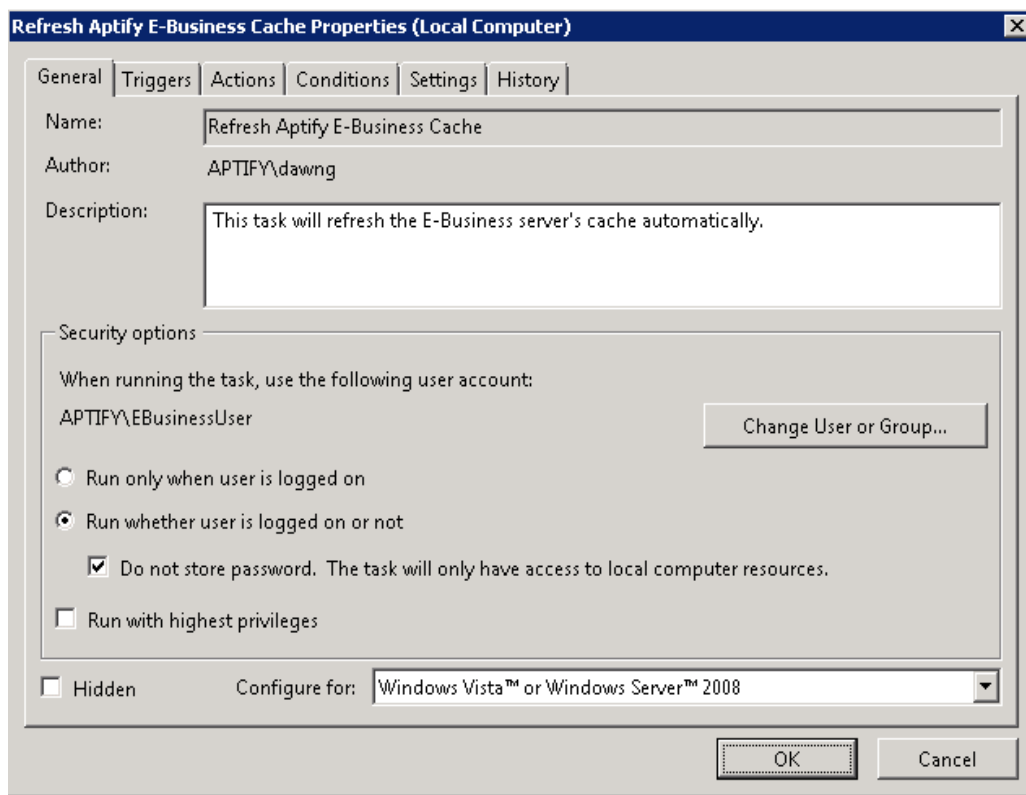 Refresh Aptify E-Business Cache Properties (Local Computer)
General Triggers Actions Conditions Settings History
Name: Refresh Aptify E-Business Cache
Author: APTIFY\dawng
Description: This task will refresh the E-Business server's cache automatically.
Security options
When running the task, use the following user account:
APTIFY\EBusinessUser Change User or Group...
Run only when user is logged on
Run whether user is logged on or not
Do not store password. The task will only have access to local computer resources.
Run with highest privileges
Hidden Configure for: Windows Vista™ or Windows Server™ 2008
OK Cancel